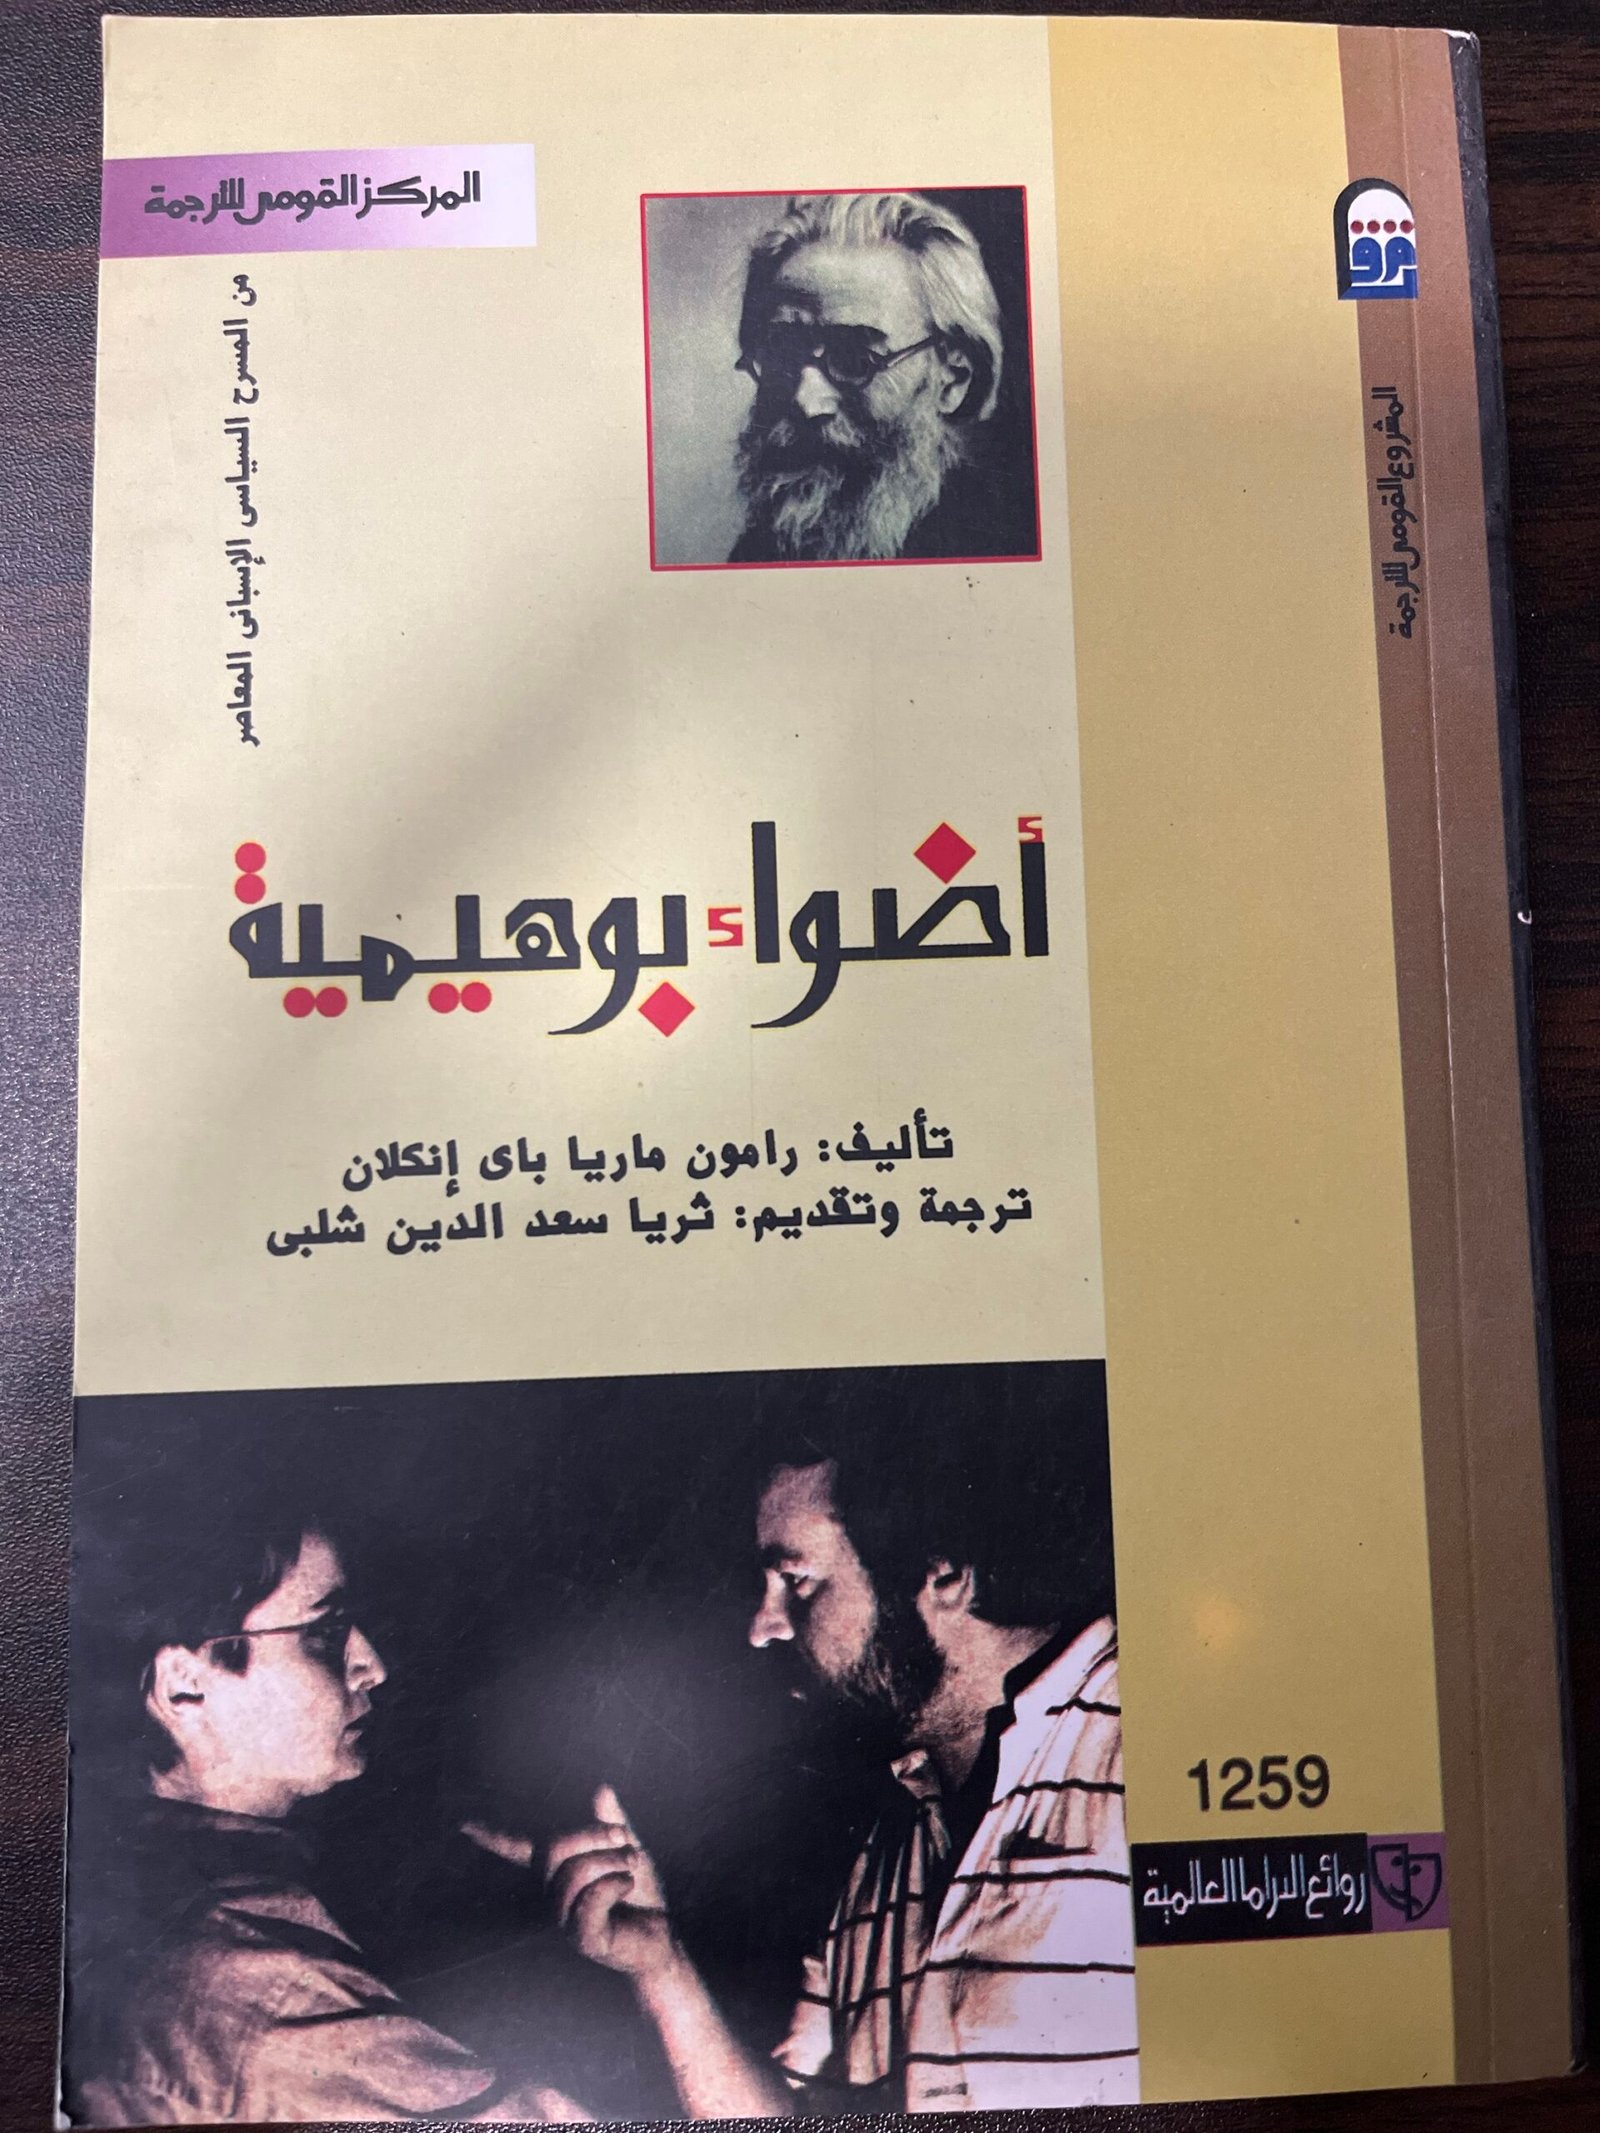 المركز القومى للترجمة
من المسرح السياسى الإسبانى المعاصر
أضواء بوهيمية
تأليف: رامون ماريا باى إنكلان
ترجمة وتقديم: ثريا سعد الدين شلبى
المشروع القومى للترجمة
1259
روائع الدراما العالمية